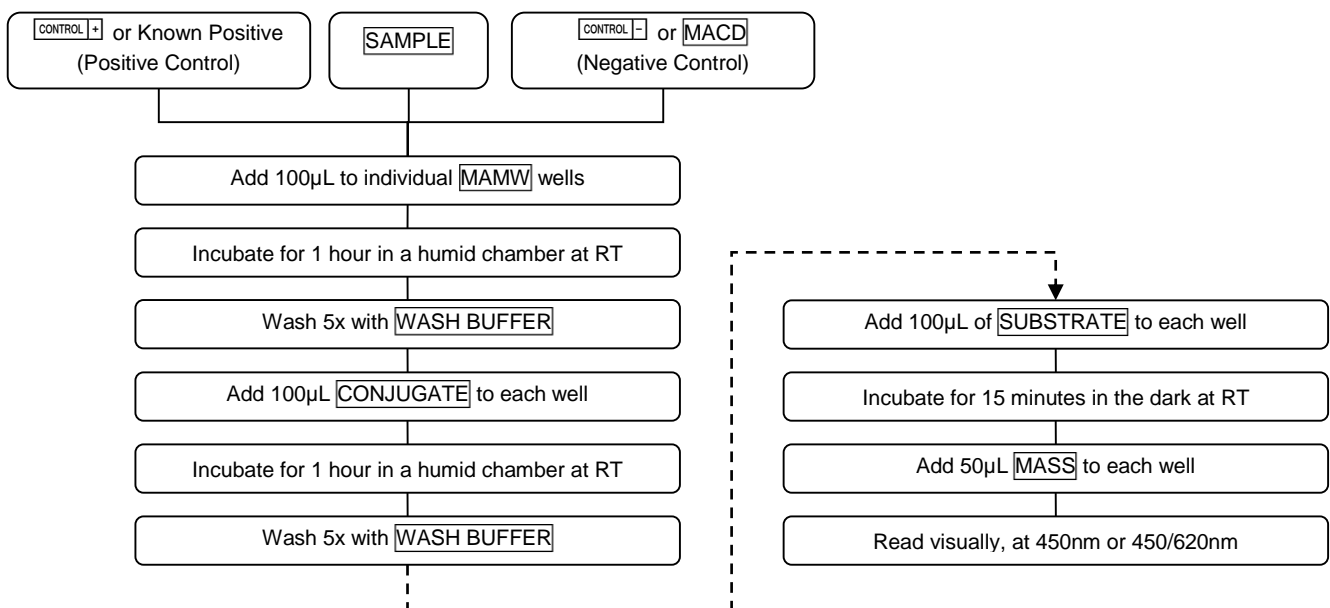 CONTROL + or Known Positive
(Positive Control)
SAMPLE
CONTROL - or MACD
(Negative Control)
Add 100µL to individual MAMW wells
Incubate for 1 hour in a humid chamber at RT
Wash 5x with WASH BUFFER
Add 100µL CONJUGATE to each well
Incubate for 1 hour in a humid chamber at RT
Wash 5x with WASH BUFFER
Add 100µL of SUBSTRATE to each well
Incubate for 15 minutes in the dark at RT
Add 50µL MASS to each well
Read visually, at 450nm or 450/620nm